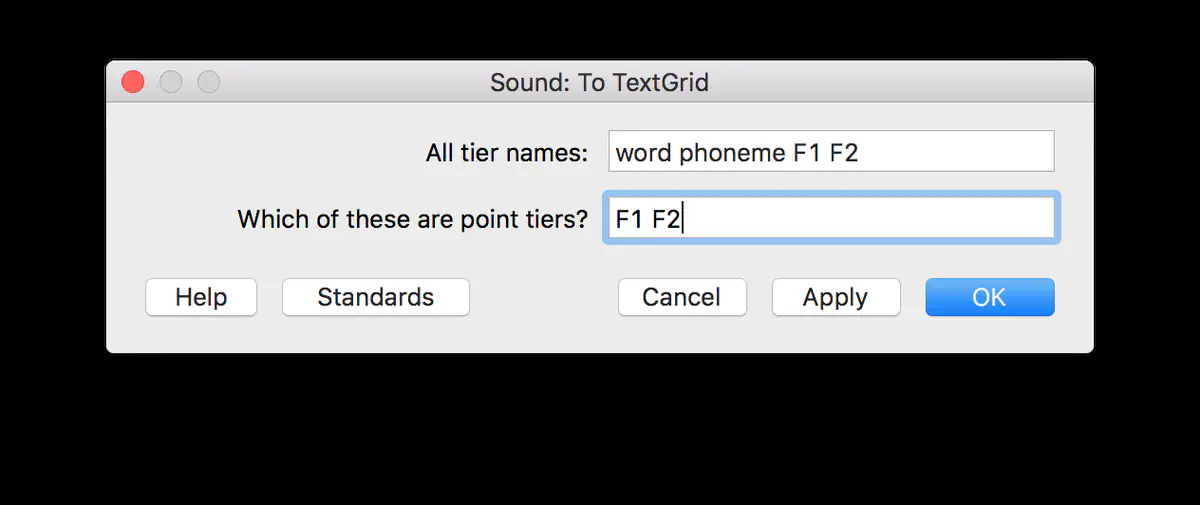 Sound: To TextGrid
All tier names: word phoneme F1 F2
Which of these are point tiers? F1 F2
Help Standards Cancel Apply OK